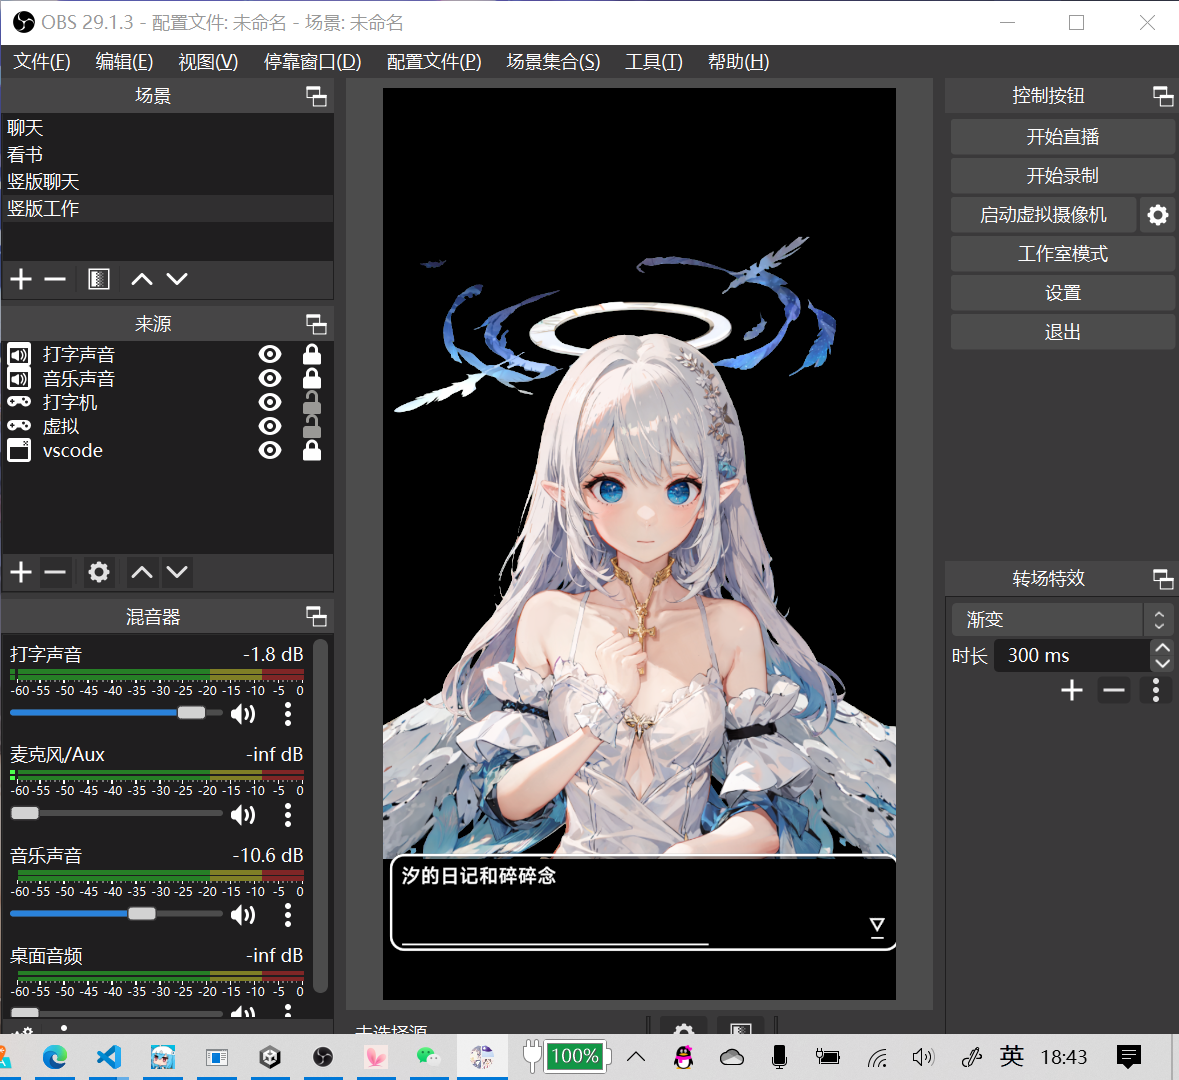 OBS 29.1.3 - 配置文件: 未命名 - 场景: 未命名
文件(F) 编辑(E) 视图(V) 停靠窗口(D) 配置文件(P) 场景集合(S) 工具(T) 帮助(H)
场景
聊天
看书
竖版聊天
竖版工作
来源
打字声音
音乐声音
打字机
虚拟
vscode
混音器
打字声音 -1.8 dB
-60 -55 -50 -45 -40 -35 -30 -25 -20 -15 -10 -5 0
麦克风/Aux -inf dB
-60 -55 -50 -45 -40 -35 -30 -25 -20 -15 -10 -5 0
音乐声音 -10.6 dB
-60 -55 -50 -45 -40 -35 -30 -25 -20 -15 -10 -5 0
桌面音频 -inf dB
-60 -55 -50 -45 -40 -35 -30 -25 -20 -15 -10 -5 0
汐的日记和碎碎念
控制按钮
开始直播
开始录制
启动虚拟摄像机
工作室模式
设置
退出
转场特效
渐变
时长 300 ms
100%
英 18:43